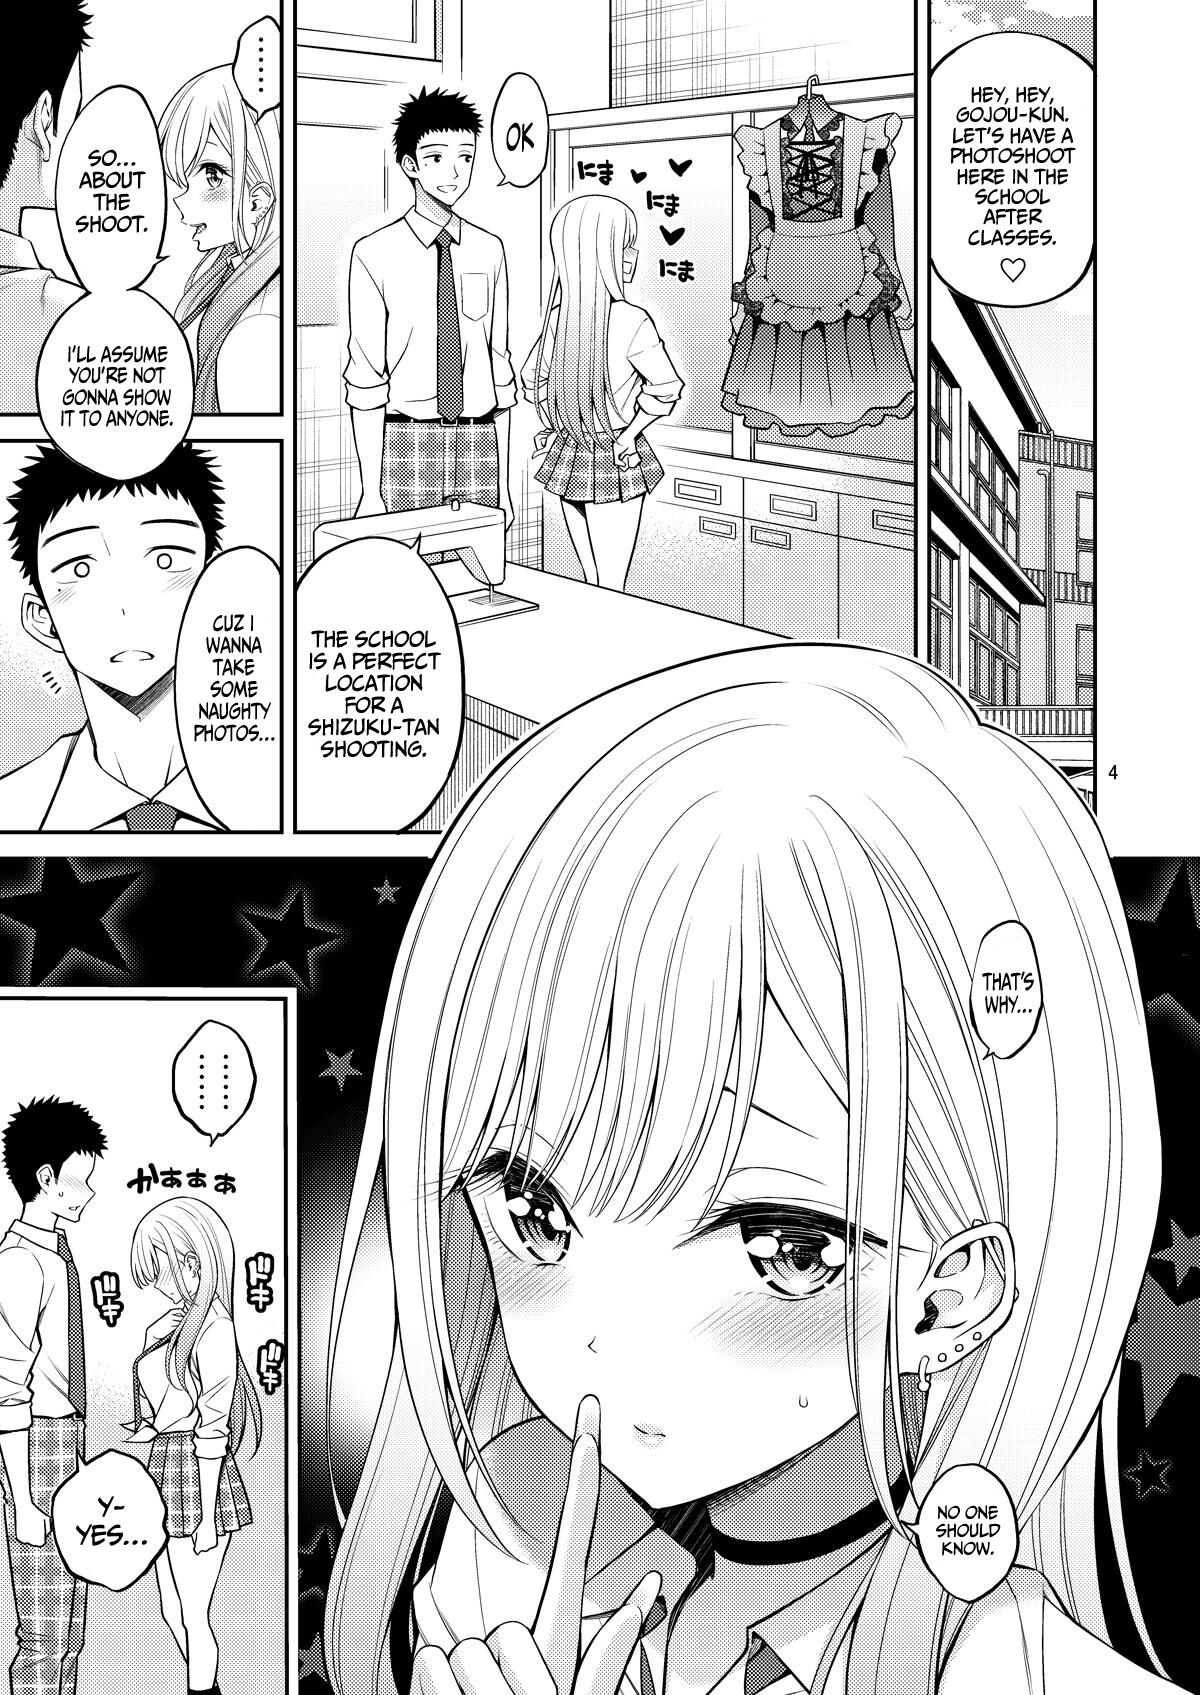 HEY, HEY,
GOJOU-KUN.
LET'S HAVE A
PHOTOSHOOT
HERE IN THE
SCHOOL
AFTER
CLASSES.
♡
OK
にま
にま
にま
THE SCHOOL
IS A PERFECT
LOCATION
FOR A
SHIZUKU-TAN
SHOOTING.
......
SO...
ABOUT
THE
SHOOT.
I'LL ASSUME
YOU'RE NOT
GONNA SHOW
IT TO ANYONE.
CUZ I
WANNA
TAKE
SOME
NAUGHTY
PHOTOS...
4
THAT'S
WHY...
NO ONE
SHOULD
KNOW.
かぁぁぁ
ドキ
ドキ
ドキ
Y-
YES...